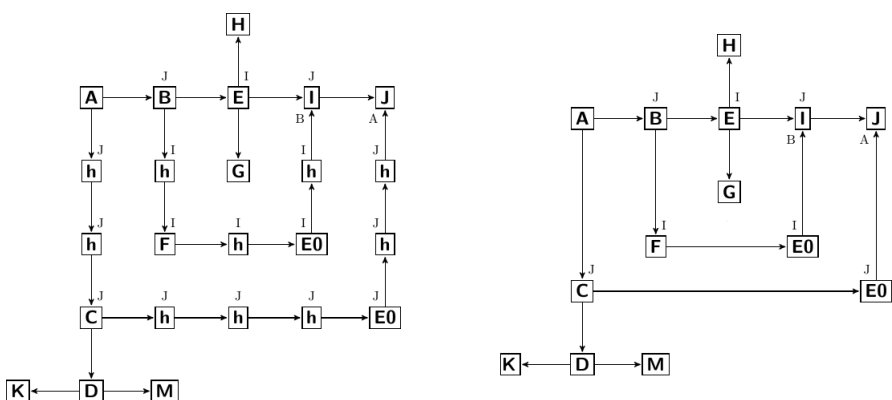 H
J I J
A B E I J
B A
J I I J
h h G h h
J I I I J
h F h E0 h
J J J J J
C h h h E0
K D M
H
J I J
A B E I J
B A
G
I I
F E0
J J
C E0
K D M